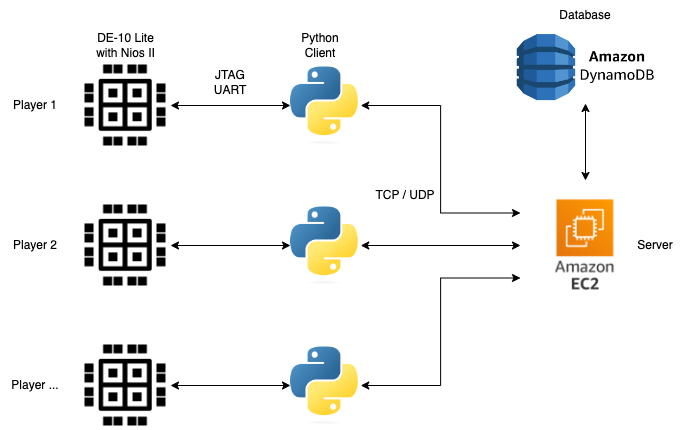 Database
DE-10 Lite
with Nios II
Python
Client
Amazon
DynamoDB
JTAG
UART
Player 1
TCP / UDP
Player 2
Server
Amazon
EC2
Player ...